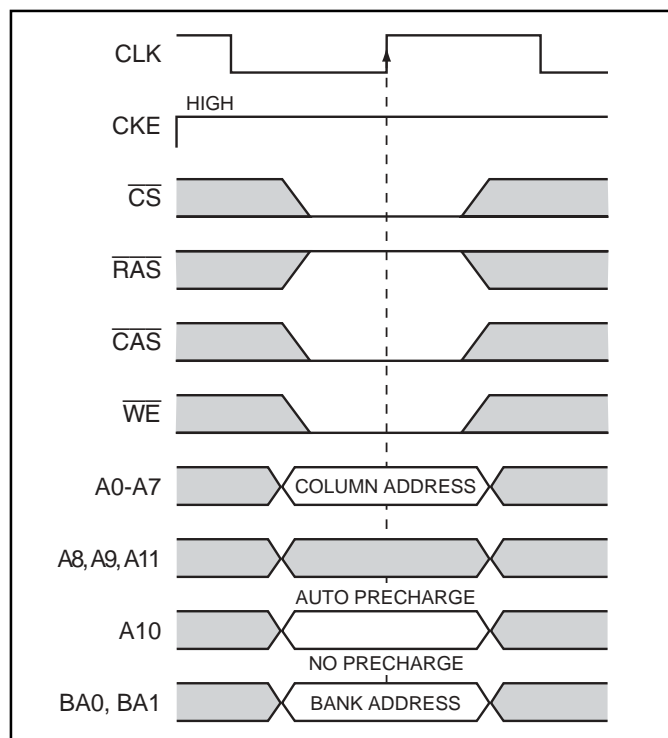 CLK
HIGH
CKE
CS
RAS
CAS
WE
A0-A7 COLUMN ADDRESS
A8, A9, A11
AUTO PRECHARGE
A10
NO PRECHARGE
BA0, BA1 BANK ADDRESS